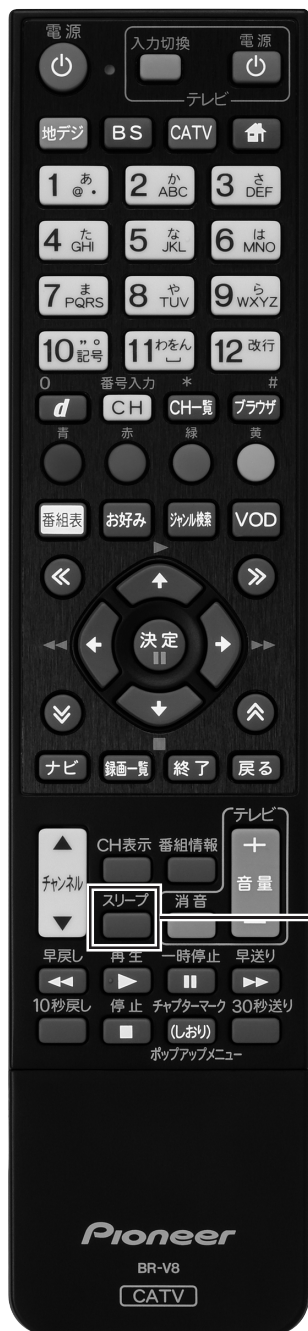 電源
入力切換 電源
テレビ
地デジ BS CATV
1 あ @. 2 か ABC 3 さ DEF
4 た GHI 5 な JKL 6 は MNO
7 ま PQRS 8 や TUV 9 ら WXYZ
10 ゛゜ 記号 11 わをん 12 改行
0 番号入力 * #
d CH CH一覧 ブラウザ
青 赤 緑 黄
番組表 お好み ジャンル検索 VOD
決定
ナビ 録画一覧 終了 戻る
テレビ
CH表示 番組情報 +
チャンネル 音量
スリープ 消音 −
早戻し 再生 一時停止 早送り
10秒戻し 停止 チャプターマーク 30秒送り
(しおり)
ポップアップメニュー
Pioneer
BR-V8
CATV